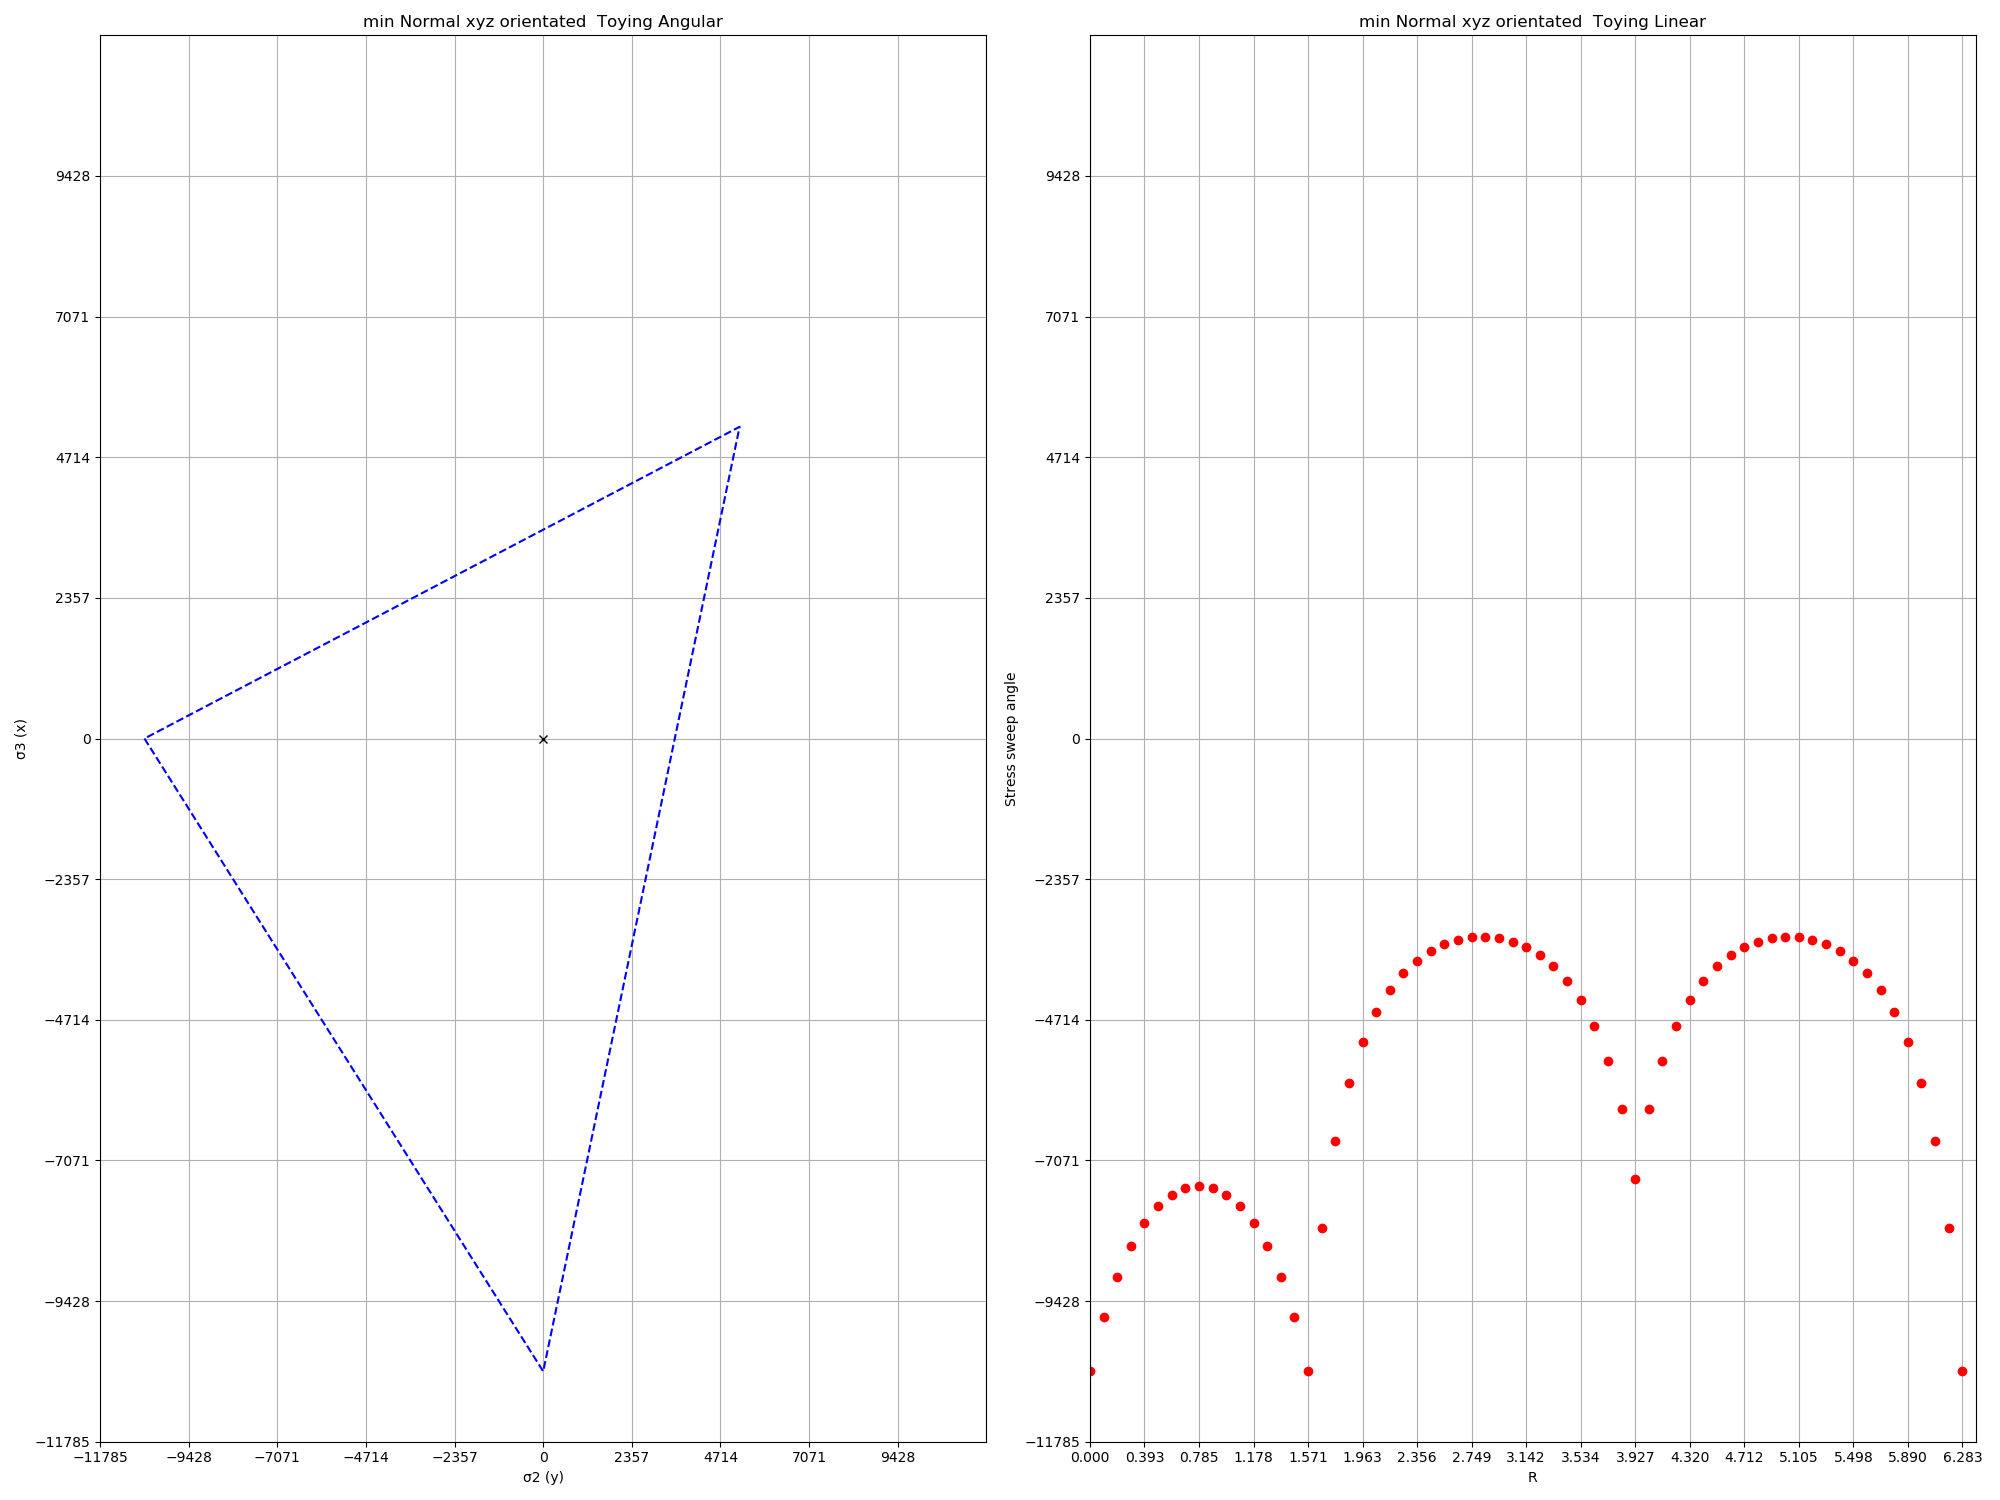 min Normal xyz orientated  Toying Angular
9428
7071
4714
2357
0
−2357
−4714
−7071
−9428
−11785
σ3 (x)
−11785 −9428 −7071 −4714 −2357 0 2357 4714 7071 9428
σ2 (y)
min Normal xyz orientated  Toying Linear
9428
7071
4714
2357
0
−2357
−4714
−7071
−9428
−11785
Stress sweep angle
0.000 0.393 0.785 1.178 1.571 1.963 2.356 2.749 3.142 3.534 3.927 4.320 4.712 5.105 5.498 5.890 6.283
R